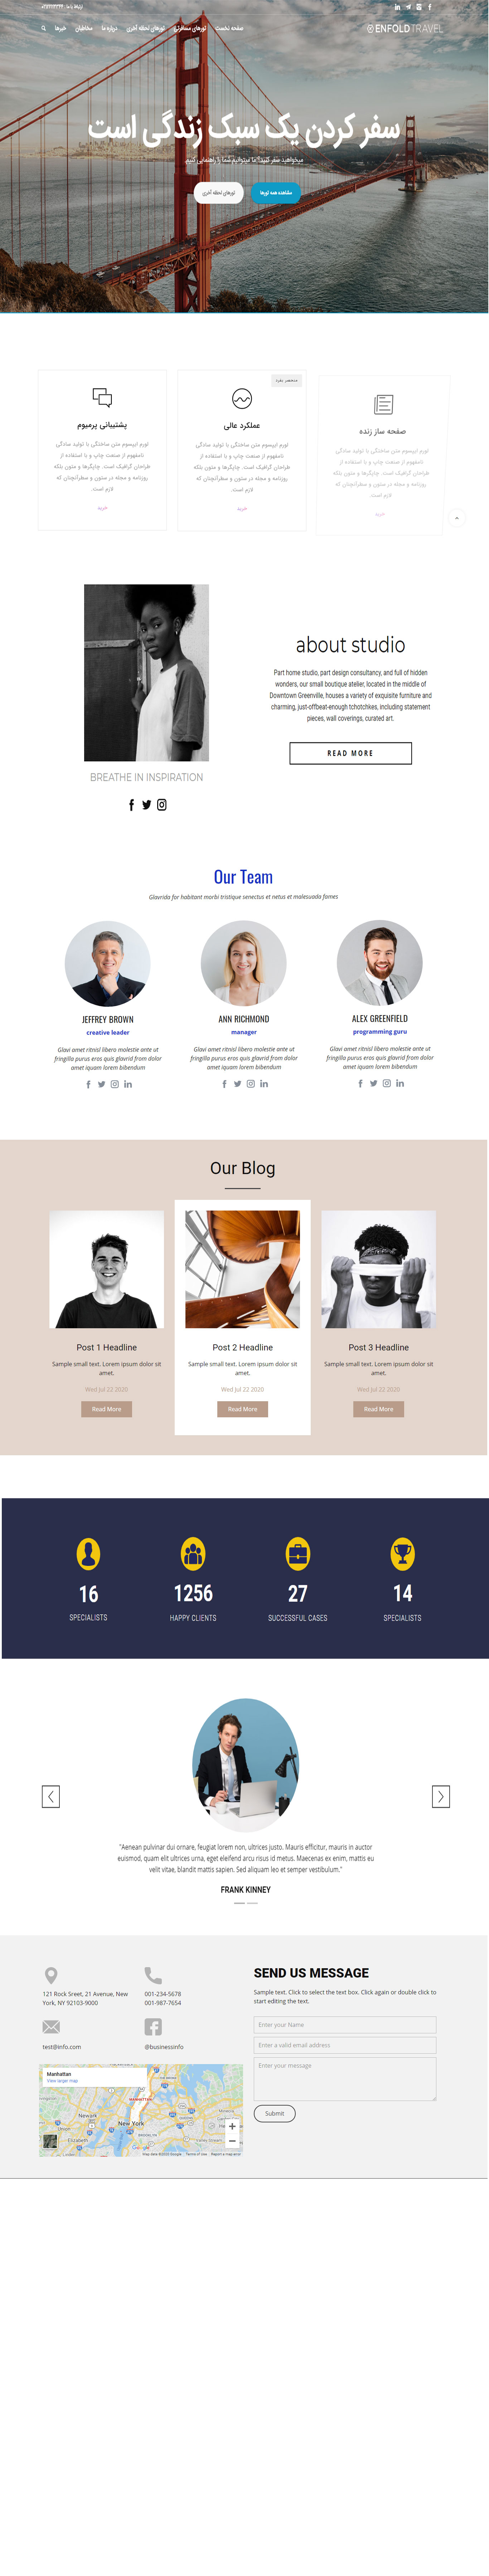 ارتباط با ما :
ENFOLD TRAVEL
صفحه نخست
تورهای مسافرتی
تورهای لحظه آخری
درباره ما
مخاطبان
خبرها
سفر کردن یک سبک زندگی است
میخواهید سفر کنید؟ ما میتوانیم شما را راهنمایی کنیم
مشاهده همه تورها
تورهای لحظه آخری
صفحه ساز زنده
لورم ایپسوم متن ساختگی با تولید سادگی
نامفهوم از صنعت چاپ و با استفاده از
طراحان گرافیک است. چاپگرها و متون بلکه
روزنامه و مجله در ستون و سطرآنچنان که
لازم است.
خرید
منحصر بفرد
عملکرد عالی
لورم ایپسوم متن ساختگی با تولید سادگی
نامفهوم از صنعت چاپ و با استفاده از
طراحان گرافیک است. چاپگرها و متون بلکه
روزنامه و مجله در ستون و سطرآنچنان که
لازم است.
خرید
پشتیبانی پرمیوم
لورم ایپسوم متن ساختگی با تولید سادگی
نامفهوم از صنعت چاپ و با استفاده از
طراحان گرافیک است. چاپگرها و متون بلکه
روزنامه و مجله در ستون و سطرآنچنان که
لازم است.
خرید
BREATHE IN INSPIRATION
about studio
Part home studio, part design consultancy, and full of hidden
wonders, our small boutique atelier, located in the middle of
Downtown Greenville, houses a variety of exquisite furniture and
charming, just-offbeat-enough tchotchkes, including statement
pieces, wall coverings, curated art.
READ MORE
Our Team
Glavrida for habitant morbi tristique senectus et netus et malesuada fames
JEFFREY BROWN
creative leader
Glavi amet ritnisl libero molestie ante ut
fringilla purus eros quis glavrid from dolor
amet iquam lorem bibendum
ANN RICHMOND
manager
Glavi amet ritnisl libero molestie ante ut
fringilla purus eros quis glavrid from dolor
amet iquam lorem bibendum
ALEX GREENFIELD
programming guru
Glavi amet ritnisl libero molestie ante ut
fringilla purus eros quis glavrid from dolor
amet iquam lorem bibendum
Our Blog
Post 1 Headline
Sample small text. Lorem ipsum dolor sit
amet.
Wed Jul 22 2020
Read More
Post 2 Headline
Sample small text. Lorem ipsum dolor sit
amet.
Wed Jul 22 2020
Read More
Post 3 Headline
Sample small text. Lorem ipsum dolor sit
amet.
Wed Jul 22 2020
Read More
16
SPECIALISTS
1256
HAPPY CLIENTS
27
SUCCESSFUL CASES
14
SPECIALISTS
"Aenean pulvinar dui ornare, feugiat lorem non, ultrices justo. Mauris efficitur, mauris in auctor
euismod, quam elit ultrices urna, eget eleifend arcu risus id metus. Maecenas ex enim, mattis eu
velit vitae, blandit mattis sapien. Sed aliquam leo et semper vestibulum."
FRANK KINNEY
121 Rock Sreet, 21 Avenue, New
York, NY 92103-9000
001-234-5678
001-987-7654
test@info.com
@businessinfo
Manhattan
View larger map
MANHATTAN
Newark
New York
Elizabeth
BROOKLYN
Map data ©2020 Google
Terms of Use
Report a map error
SEND US MESSAGE
Sample text. Click to select the text box. Click again or double click to
start editing the text.
Enter your Name
Enter a valid email address
Enter your message
Submit